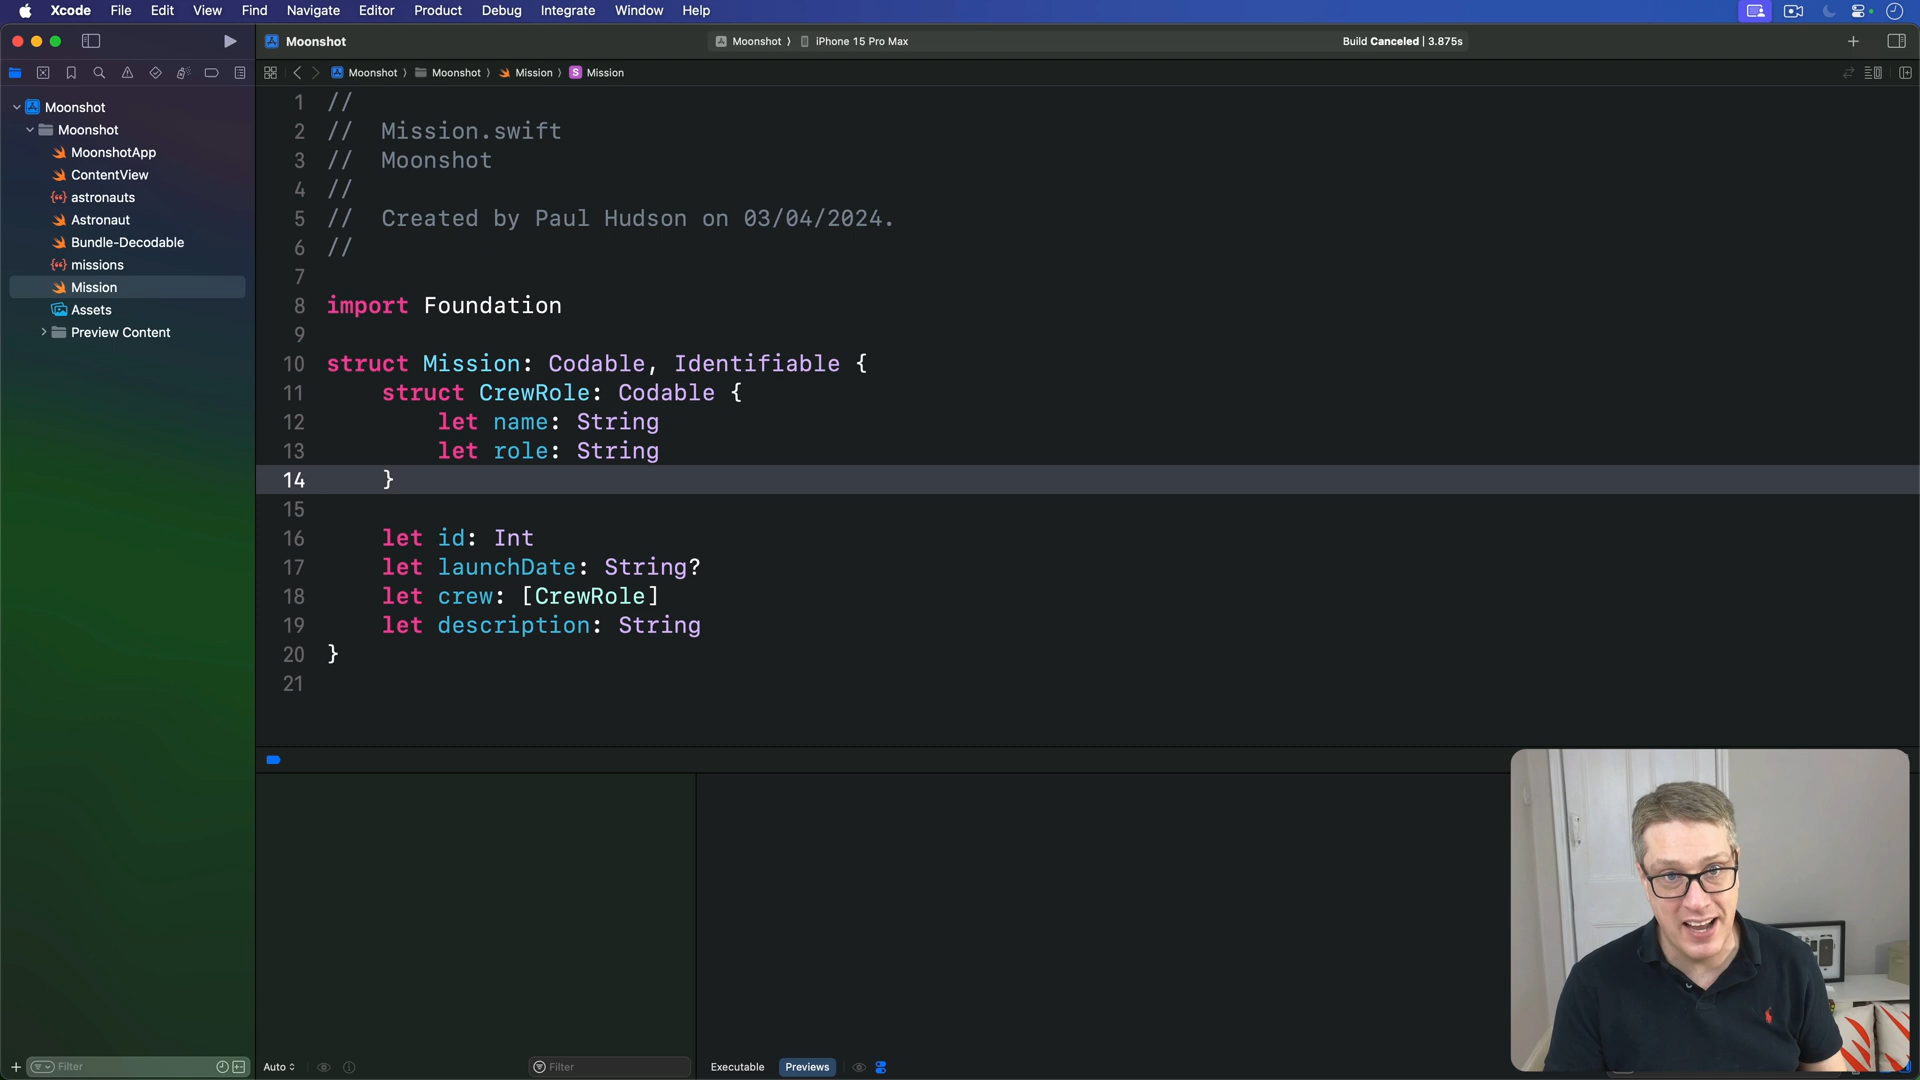 Xcode File Edit View Find Navigate Editor Product Debug Integrate Window Help
Moonshot
Moonshot 〉 iPhone 15 Pro Max
Build Canceled | 3.875s
Moonshot 〉 Moonshot 〉 Mission 〉 S Mission
Moonshot
Moonshot
MoonshotApp
ContentView
astronauts
Astronaut
Bundle-Decodable
missions
Mission
Assets
Preview Content
1 //
2 //  Mission.swift
3 //  Moonshot
4 //
5 //  Created by Paul Hudson on 03/04/2024.
6 //
7
8 import Foundation
9
10 struct Mission: Codable, Identifiable {
11     struct CrewRole: Codable {
12         let name: String
13         let role: String
14     }
15
16     let id: Int
17     let launchDate: String?
18     let crew: [CrewRole]
19     let description: String
20 }
21
Filter
Auto
Filter
Executable Previews